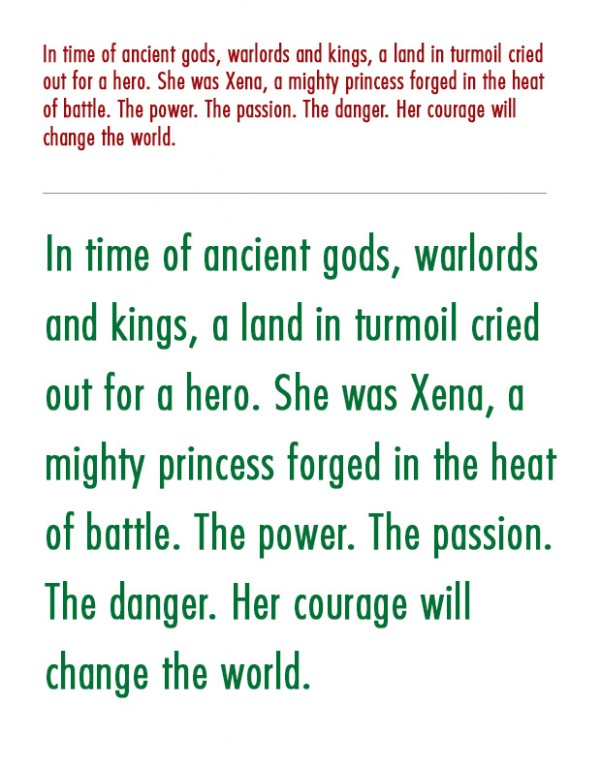 In time of ancient gods, warlords and kings, a land in turmoil cried
out for a hero. She was Xena, a mighty princess forged in the heat
of battle. The power. The passion. The danger. Her courage will
change the world.
In time of ancient gods, warlords
and kings, a land in turmoil cried
out for a hero. She was Xena, a
mighty princess forged in the heat
of battle. The power. The passion.
The danger. Her courage will
change the world.